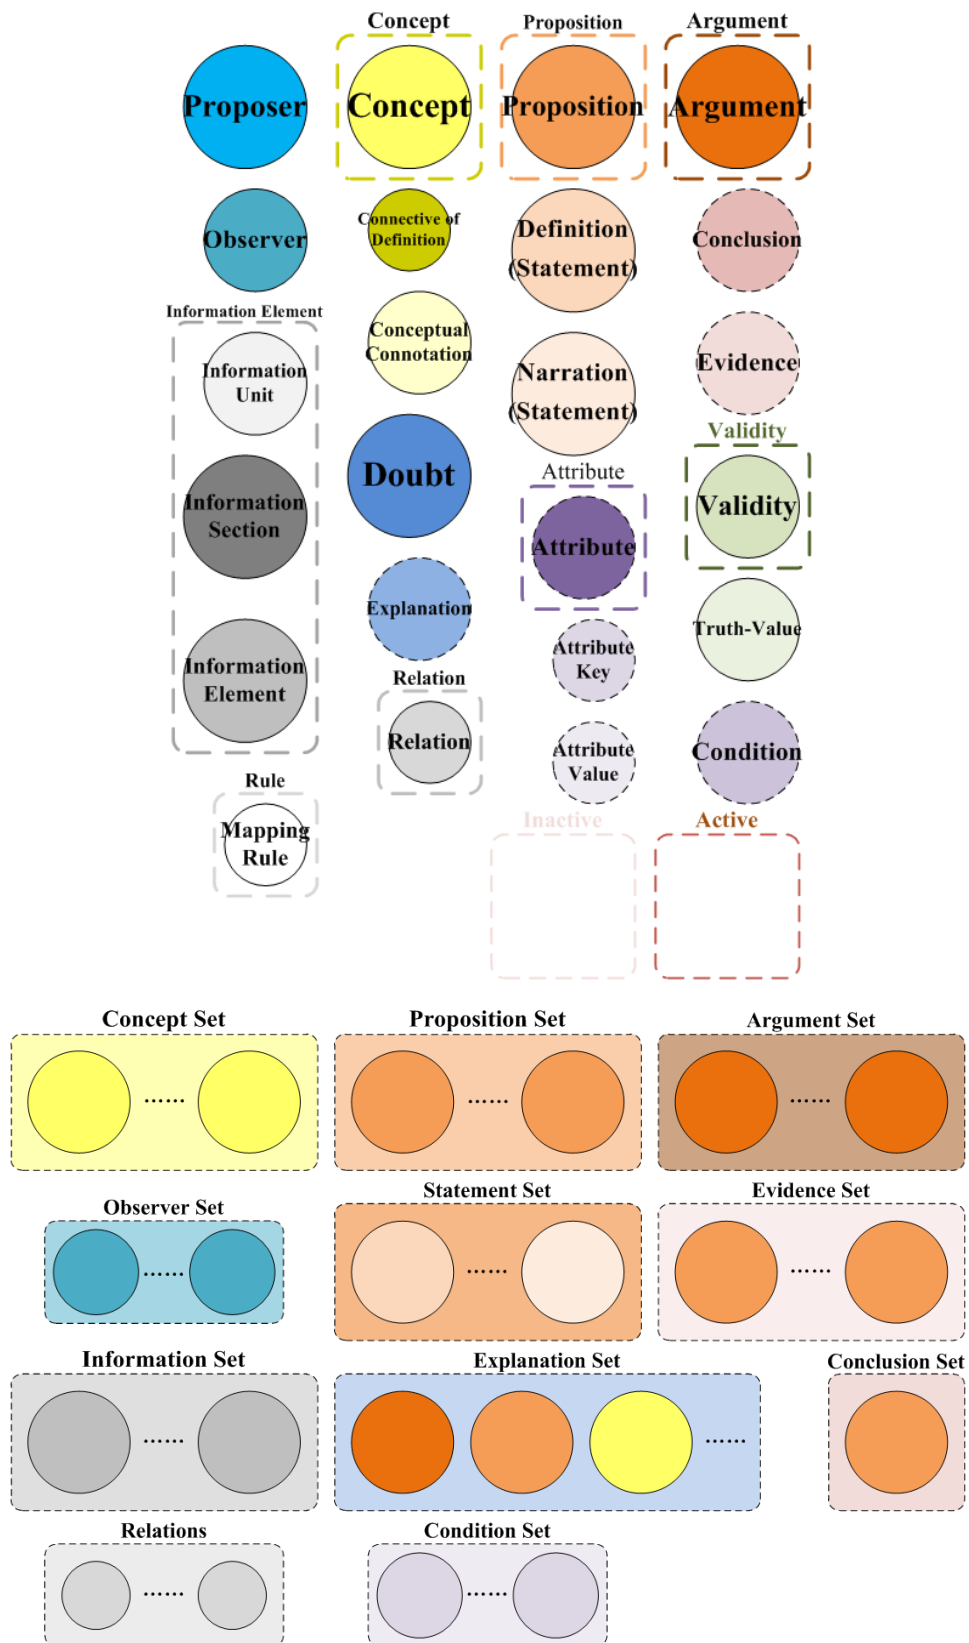 Concept
Proposition
Argument
Proposer
Concept
Proposition
Argument
Observer
Connective of
Definition
Definition
(Statement)
Conclusion
Information Element
Information
Unit
Conceptual
Connotation
Narration
(Statement)
Evidence
Validity
Information
Section
Doubt
Attribute
Attribute
Validity
Explanation
Attribute
Key
Truth-Value
Information
Element
Relation
Relation
Attribute
Value
Condition
Rule
Mapping
Rule
Inactive
Active
Concept Set
Proposition Set
Argument Set
......
......
......
Observer Set
Statement Set
Evidence Set
......
......
......
Information Set
Explanation Set
Conclusion Set
......
......
Relations
Condition Set
......
......